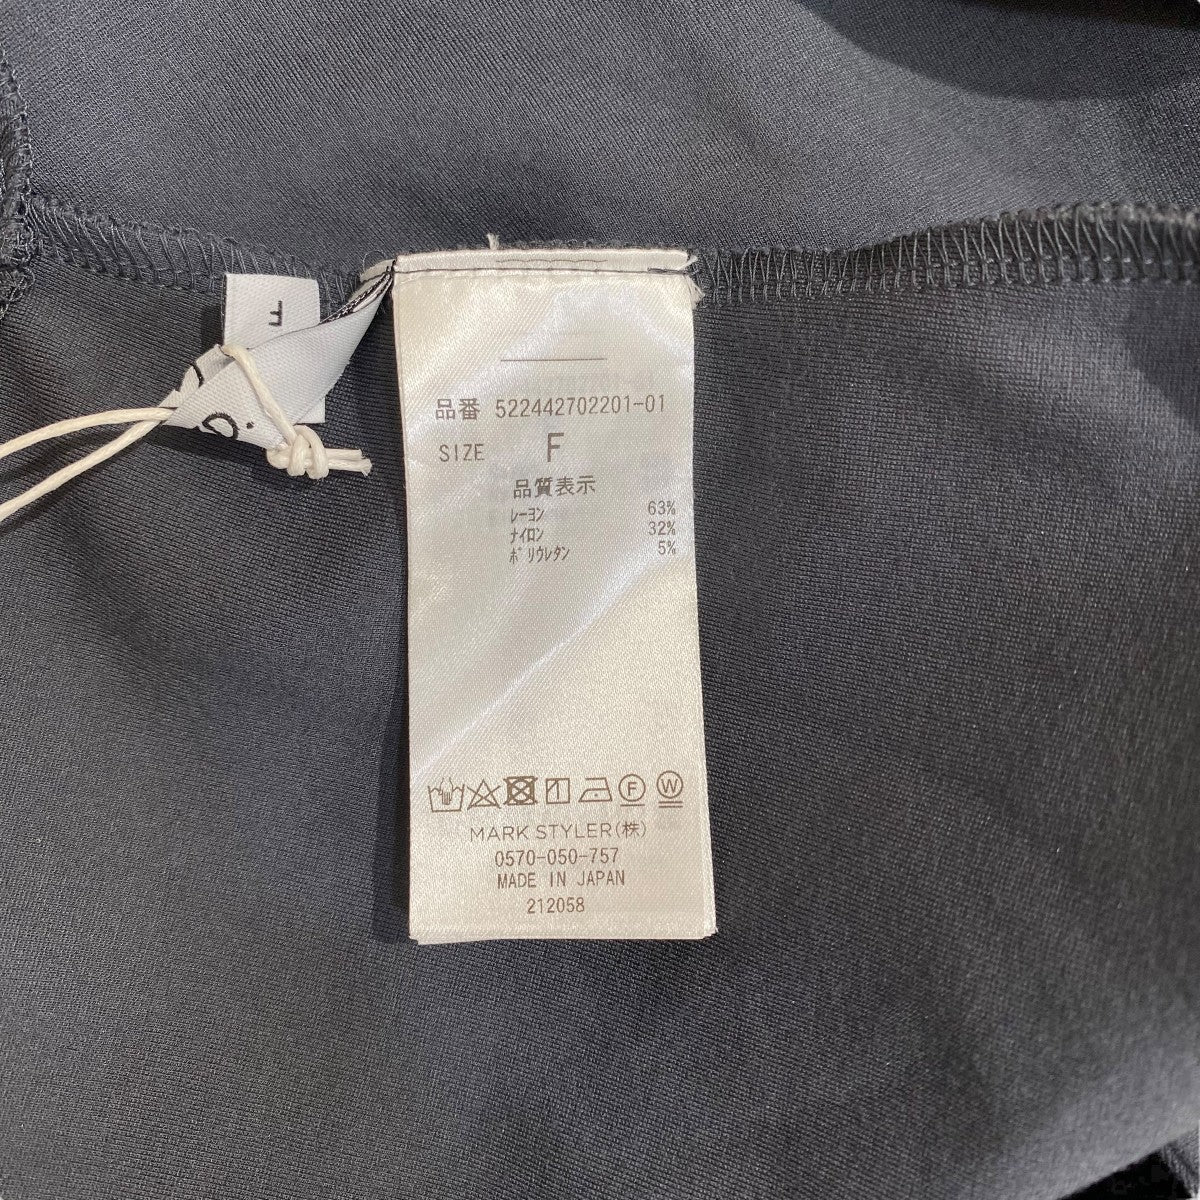 F
品番 522442702201-01
SIZE F
品質表示
レーヨン 63%
ナイロン 32%
ポリウレタン 5%
F W
MARK STYLER(株)
0570-050-757
MADE IN JAPAN
212058